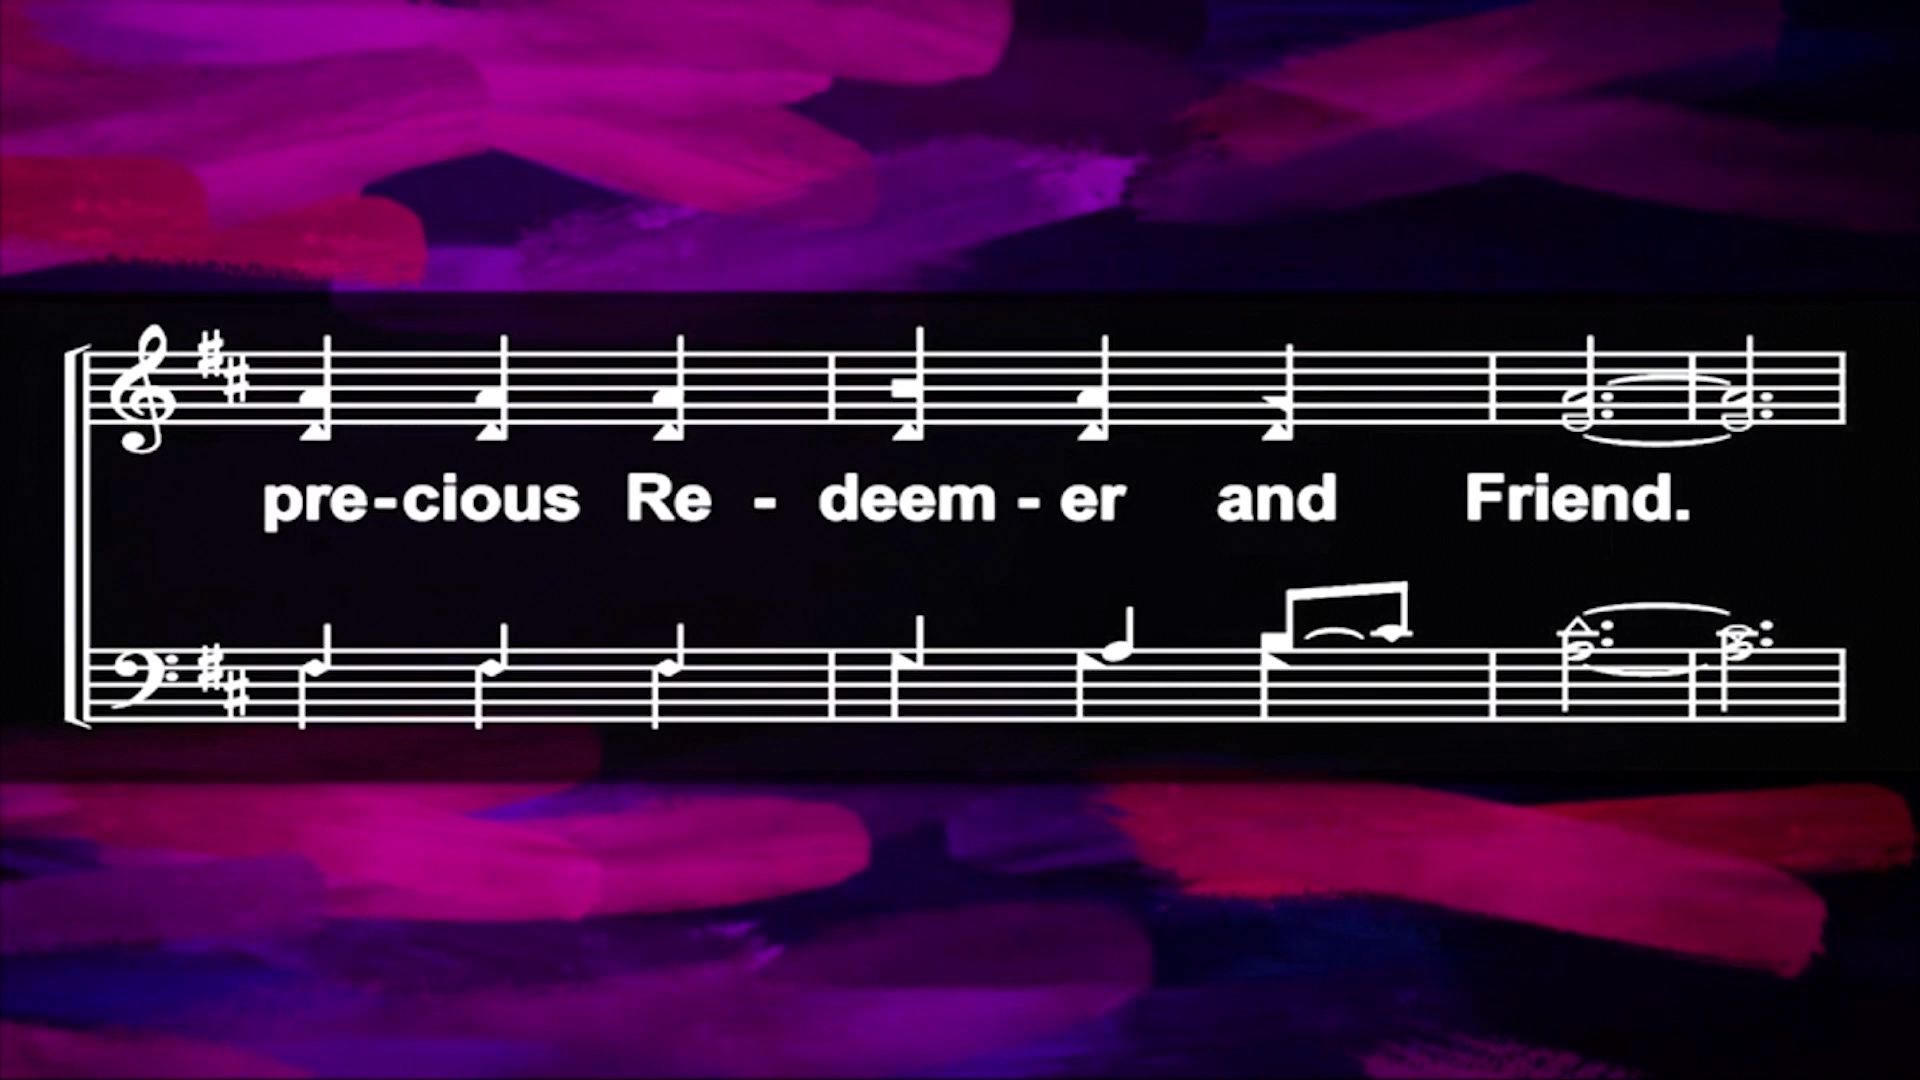 pre-cious Re - deem - er and Friend.